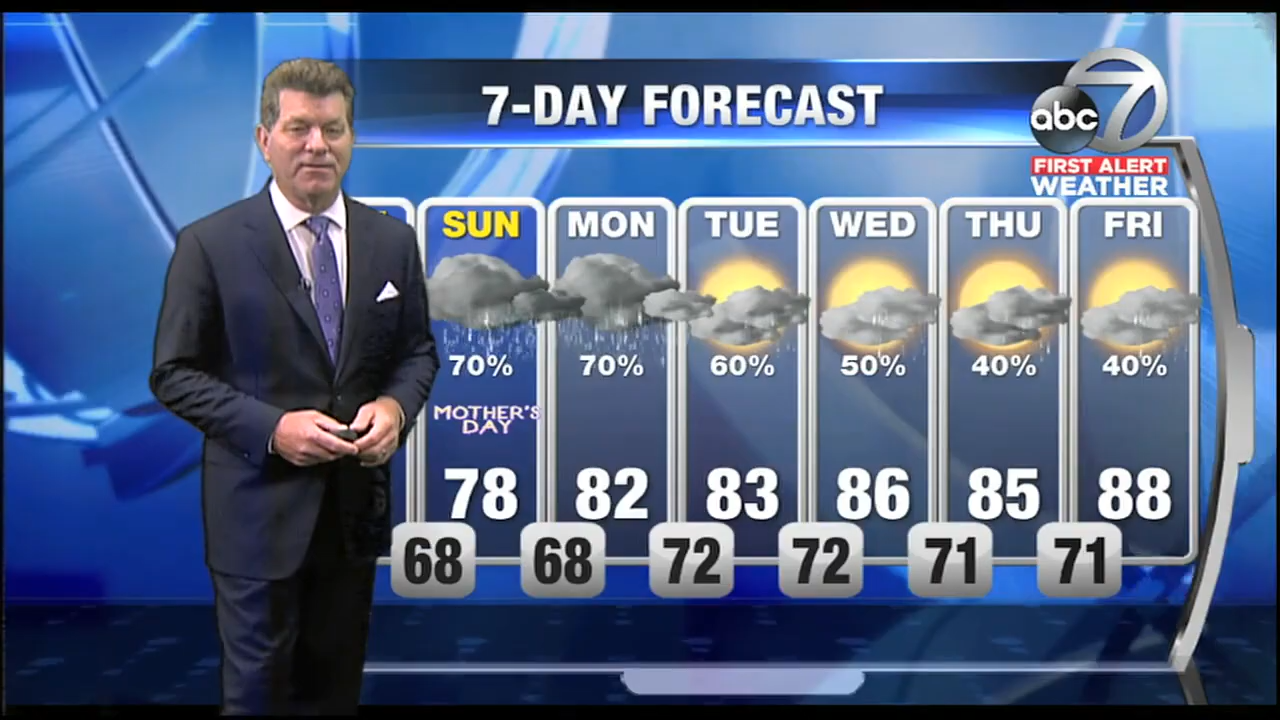 7-DAY FORECAST
abc 7
FIRST ALERT
WEATHER
SUN MON TUE WED THU FRI
70% 70% 60% 50% 40% 40%
MOTHER'S
DAY
78 82 83 86 85 88
68 68 72 72 71 71